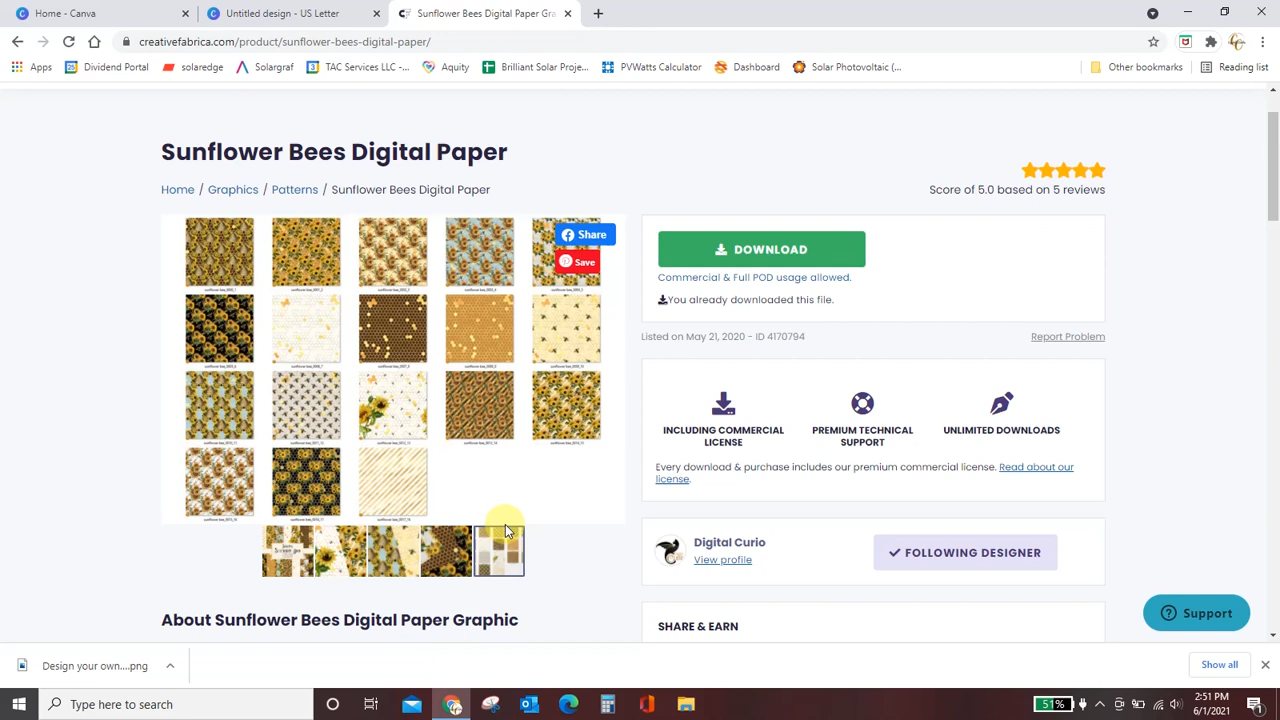 Home - Canva
Untitled design - US Letter
Sunflower Bees Digital Paper Gra
creativefabrica.com/product/sunflower-bees-digital-paper/
Apps
Dividend Portal
solaredge
Solargraf
TAC Services LLC -...
Aquity
Brilliant Solar Proje...
PVWatts Calculator
Dashboard
Solar Photovoltaic (...
Other bookmarks
Reading list
Sunflower Bees Digital Paper
Home / Graphics / Patterns / Sunflower Bees Digital Paper
Score of 5.0 based on 5 reviews
Share
Save
DOWNLOAD
Commercial & Full POD usage allowed.
You already downloaded this file.
Listed on May 21, 2020 - ID 4170794
Report Problem
INCLUDING COMMERCIAL
LICENSE
PREMIUM TECHNICAL
SUPPORT
UNLIMITED DOWNLOADS
Every download & purchase includes our premium commercial license. Read about our
license.
Digital Curio
View profile
FOLLOWING DESIGNER
About Sunflower Bees Digital Paper Graphic
SHARE & EARN
Support
Design your own....png
Show all
Type here to search
51%
2:51 PM
6/1/2021